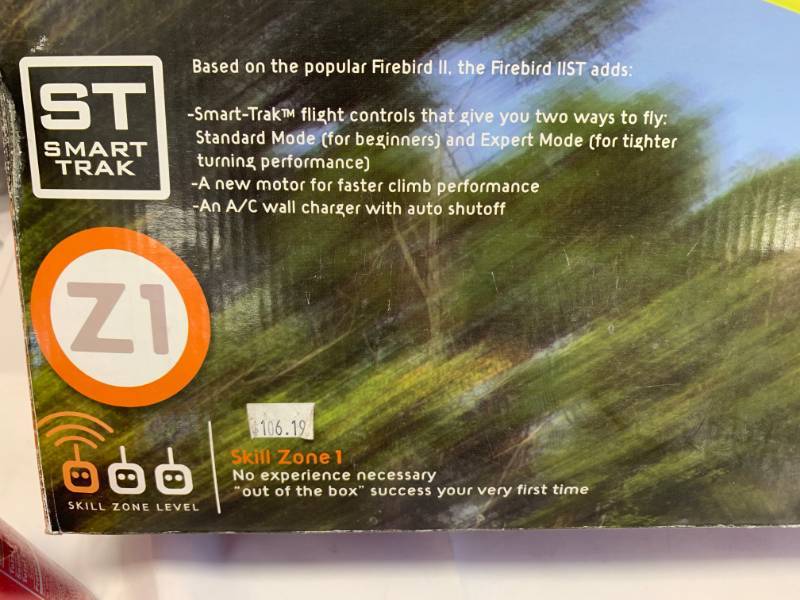 ST
SMART
TRAK
Based on the popular Firebird II, the Firebird IIST adds:
-Smart-Trak™ flight controls that give you two ways to fly:
Standard Mode (for beginners) and Expert Mode (for tighter
turning performance)
-A new motor for faster climb performance
-An A/C wall charger with auto shutoff
Z1
$106.19
Skill Zone 1
No experience necessary
"out of the box" success your very first time
SKILL ZONE LEVEL